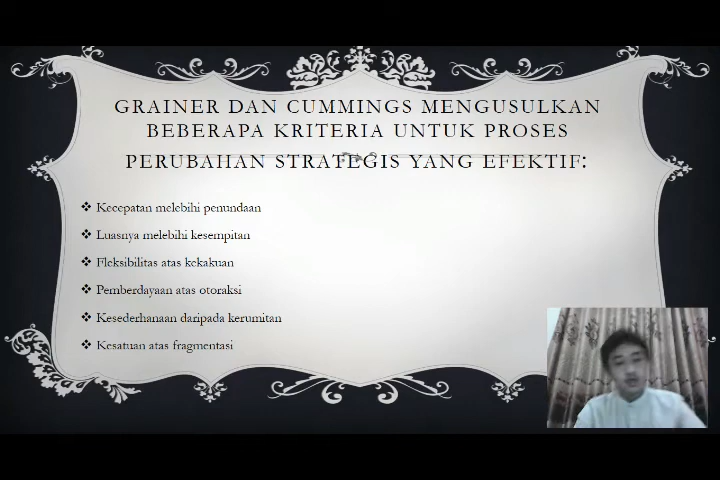 GRAINER DAN CUMMINGS MENGUSULKAN
BEBERAPA KRITERIA UNTUK PROSES
PERUBAHAN STRATEGIS YANG EFEKTIF:
❖ Kecepatan melebihi penundaan
❖ Luasnya melebihi kesempitan
❖ Fleksibilitas atas kekakuan
❖ Pemberdayaan atas otoraksi
❖ Kesederhanaan daripada kerumitan
❖ Kesatuan atas fragmentasi